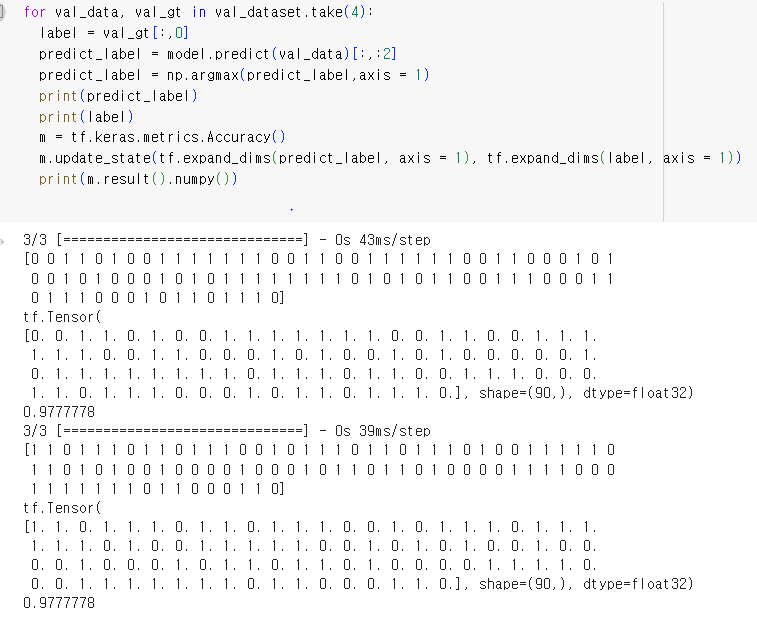 for val_data, val_gt in val_dataset.take(4):
label = val_gt[:,0]
predict_label = model.predict(val_data)[:,:2]
predict_label = np.argmax(predict_label,axis = 1)
print(predict_label)
print(label)
m = tf.keras.metrics.Accuracy()
m.update_state(tf.expand_dims(predict_label, axis = 1), tf.expand_dims(label, axis = 1))
print(m.result().numpy())
3/3 [==============================] - 0s 43ms/step
[0 0 1 1 0 1 0 0 1 1 1 1 1 1 1 0 0 1 1 0 0 1 1 1 1 1 1 0 0 1 1 0 0 0 1 0 1
0 0 1 0 1 0 0 0 1 0 1 0 1 1 1 1 1 1 1 1 0 1 0 1 0 1 1 0 0 1 1 1 0 0 0 1 1
0 1 1 1 0 0 0 1 0 1 1 0 1 1 1 0]
tf.Tensor(
[0. 0. 1. 1. 0. 1. 0. 0. 1. 1. 1. 1. 1. 1. 1. 0. 0. 1. 1. 0. 0. 1. 1. 1.
1. 1. 1. 0. 0. 1. 1. 0. 0. 0. 1. 0. 1. 0. 0. 1. 0. 1. 0. 0. 0. 0. 0. 1.
0. 1. 1. 1. 1. 1. 1. 1. 0. 1. 1. 1. 0. 1. 1. 0. 0. 1. 1. 1. 0. 0. 0.
1. 1. 0. 1. 1. 1. 0. 0. 0. 1. 0. 1. 1. 0. 1. 1. 1. 0.], shape=(90,), dtype=float32)
0.9777778
3/3 [==============================] - 0s 39ms/step
[1 1 0 1 1 1 0 1 1 0 1 1 1 0 0 1 0 1 1 1 0 1 1 0 1 1 1 0 1 0 0 1 1 1 1 1 0
1 1 0 1 0 1 0 0 1 0 0 0 0 1 0 0 0 1 0 1 1 0 1 1 0 1 0 0 0 0 1 1 1 1 0 0 0
1 1 1 1 1 1 1 0 1 1 0 0 0 1 1 0]
tf.Tensor(
[1. 1. 0. 1. 1. 1. 0. 1. 1. 0. 1. 1. 1. 0. 0. 1. 0. 1. 1. 1. 0. 1. 1. 1.
1. 1. 1. 0. 1. 0. 0. 1. 1. 1. 1. 1. 0. 0. 1. 0. 1. 0. 1. 0. 0. 1. 0. 0.
0. 0. 1. 0. 0. 0. 1. 0. 1. 1. 0. 1. 1. 0. 1. 0. 0. 0. 0. 1. 1. 1. 1. 0.
0. 0. 1. 1. 1. 1. 1. 1. 1. 0. 1. 1. 0. 0. 0. 1. 1. 0.], shape=(90,), dtype=float32)
0.9777778